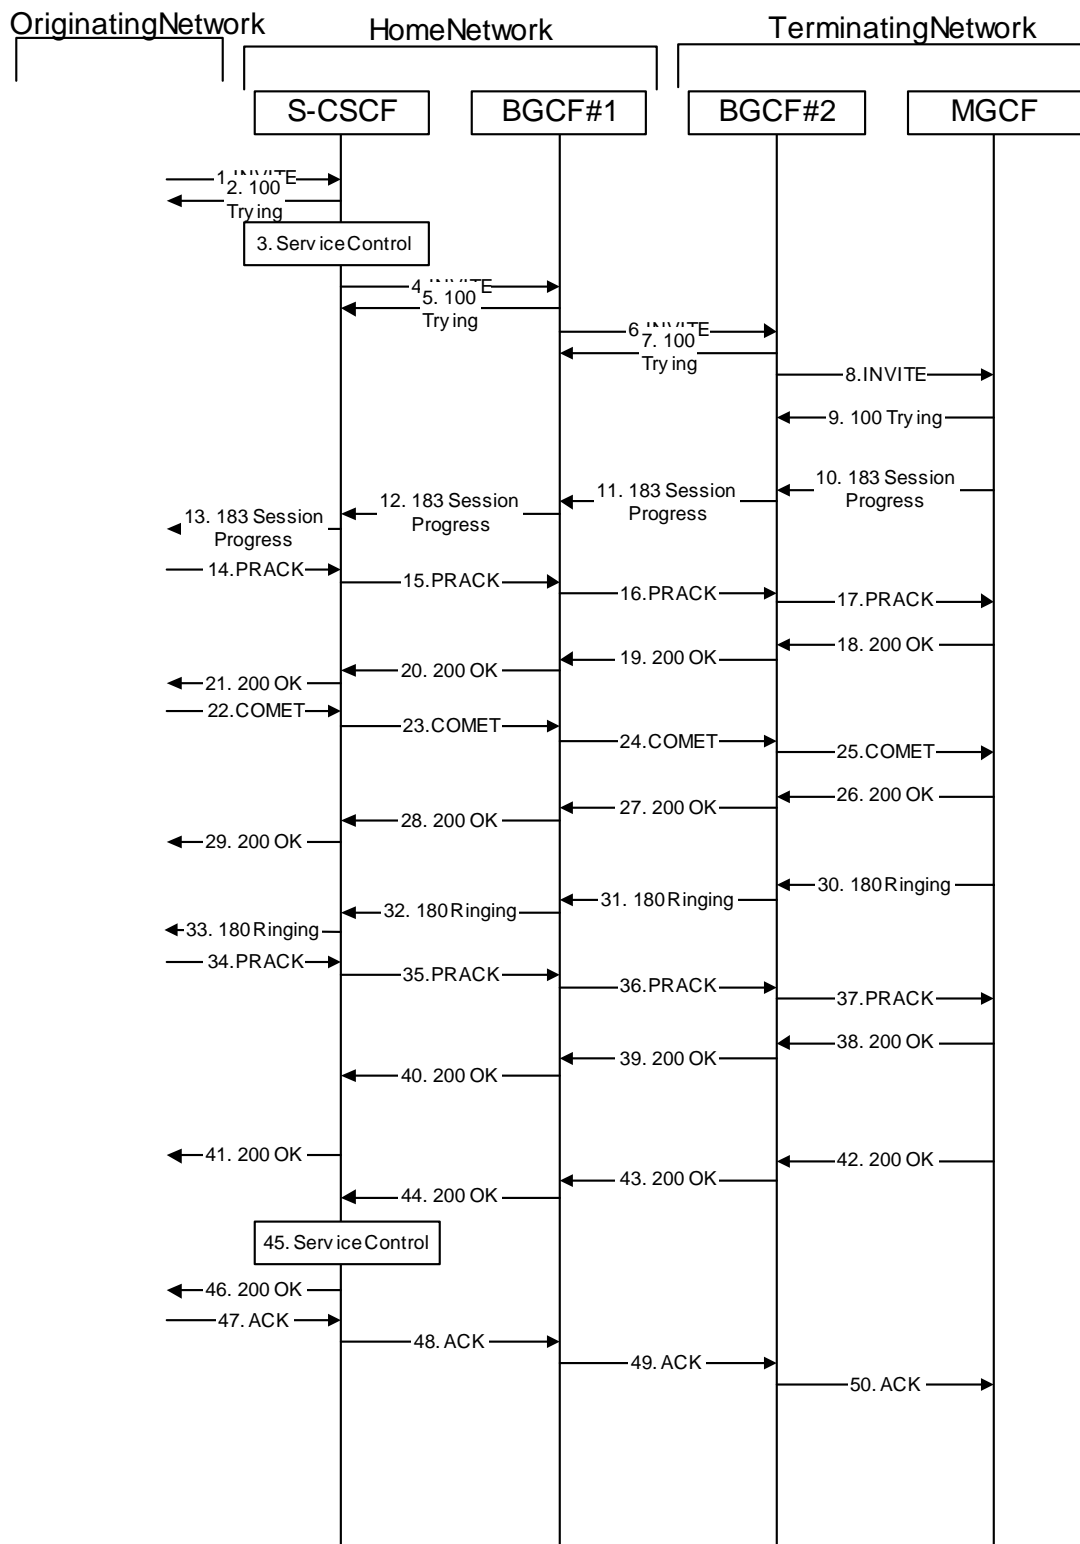 OriginatingNetwork
HomeNetwork
TerminatingNetwork
S-CSCF
BGCF#1
BGCF#2
MGCF
1.INVITE
2. 100
Trying
3. ServiceControl
4.INVITE
5. 100
Trying
6.INVITE
7. 100
Trying
8.INVITE
9. 100 Trying
10. 183 Session
Progress
11. 183 Session
Progress
12. 183 Session
Progress
13. 183 Session
Progress
14.PRACK
15.PRACK
16.PRACK
17.PRACK
18. 200 OK
19. 200 OK
20. 200 OK
21. 200 OK
22.COMET
23.COMET
24.COMET
25.COMET
26. 200 OK
27. 200 OK
28. 200 OK
29. 200 OK
30. 180 Ringing
31. 180 Ringing
32. 180 Ringing
33. 180 Ringing
34.PRACK
35.PRACK
36.PRACK
37.PRACK
38. 200 OK
39. 200 OK
40. 200 OK
41. 200 OK
42. 200 OK
43. 200 OK
44. 200 OK
45. ServiceControl
46. 200 OK
47. ACK
48. ACK
49. ACK
50. ACK